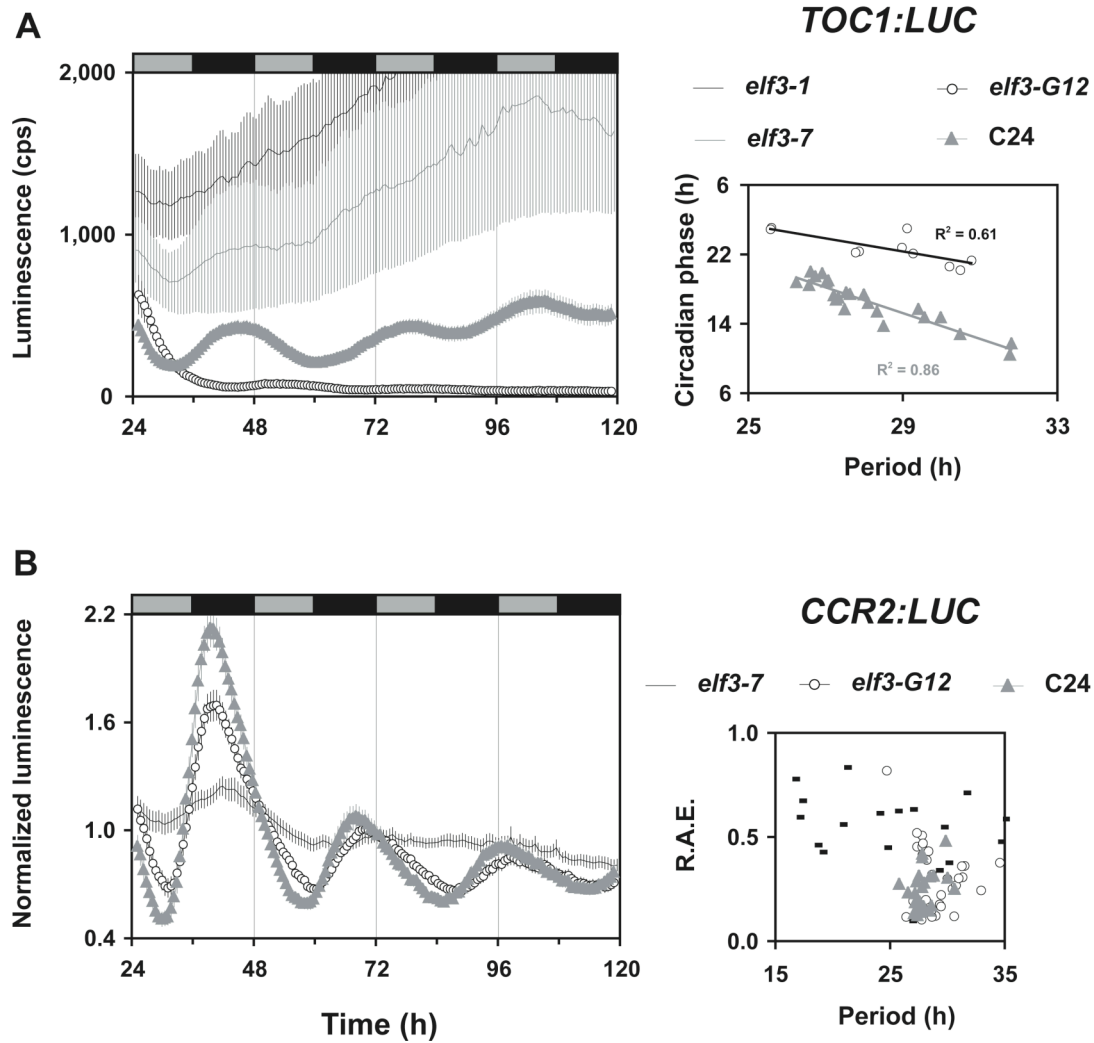 A
TOC1:LUC
elf3-1
elf3-G12
elf3-7
C24
2,000
1,000
0
Luminescence (cps)
24 48 72 96 120
6
22
14
6
Circadian phase (h)
R² = 0.61
R² = 0.86
25 29 33
Period (h)
B
CCR2:LUC
elf3-7 elf3-G12 C24
2.2
1.6
1.0
0.4
Normalized luminescence
24 48 72 96 120
Time (h)
1.0
0.5
0.0
R.A.E.
15 25 35
Period (h)